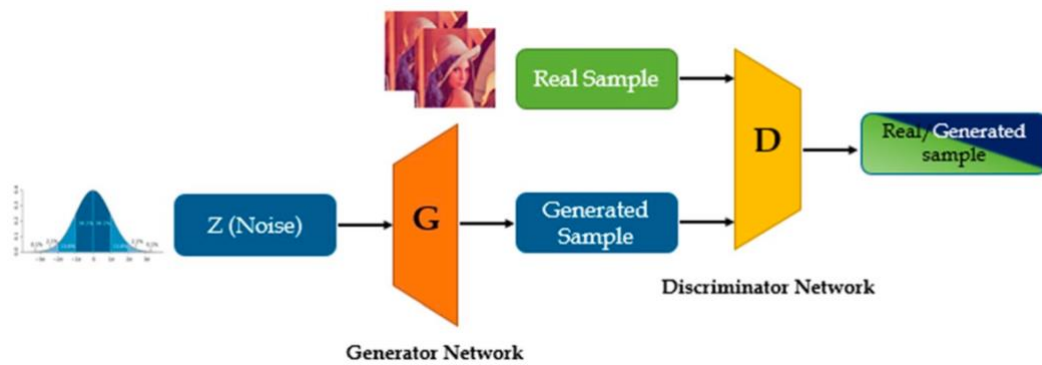 Real Sample
D
Real/Generated
sample
Z (Noise)
G
Generated
Sample
Discriminator Network
Generator Network